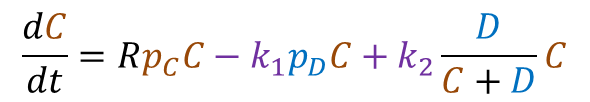 dC/dt = Rp_C C − k_1 p_D C + k_2 D/(C + D) C